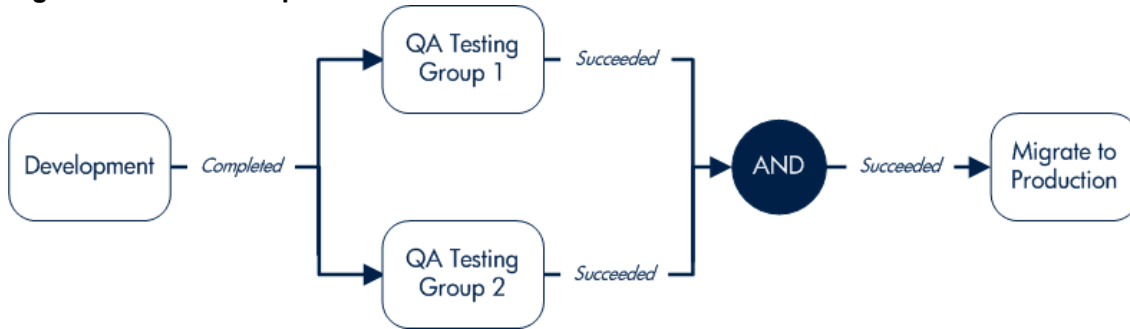 Development
Completed
QA Testing
Group 1
Succeeded
QA Testing
Group 2
Succeeded
AND
Succeeded
Migrate to
Production